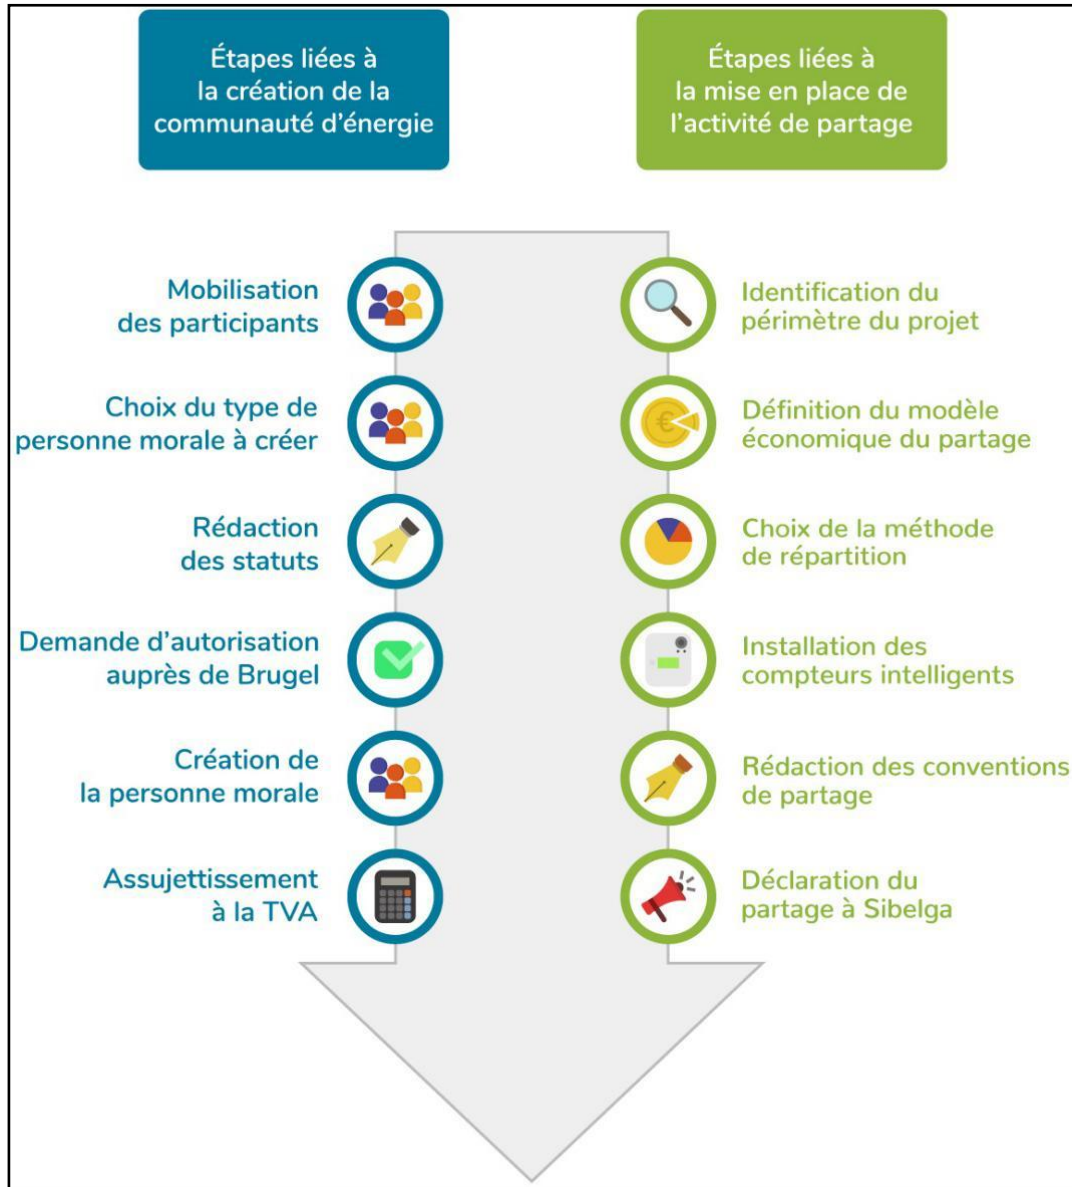 Étapes liées à
la création de la
communauté d’énergie
Étapes liées à
la mise en place de
l’activité de partage
Mobilisation
des participants
Choix du type de
personne morale à créer
Rédaction
des statuts
Demande d’autorisation
auprès de Brugel
Création de
la personne morale
Assujettissement
à la TVA
Identification du
périmètre du projet
€
Définition du modèle
économique du partage
Choix de la méthode
de répartition
Installation des
compteurs intelligents
Rédaction des conventions
de partage
Déclaration du
partage à Sibelga